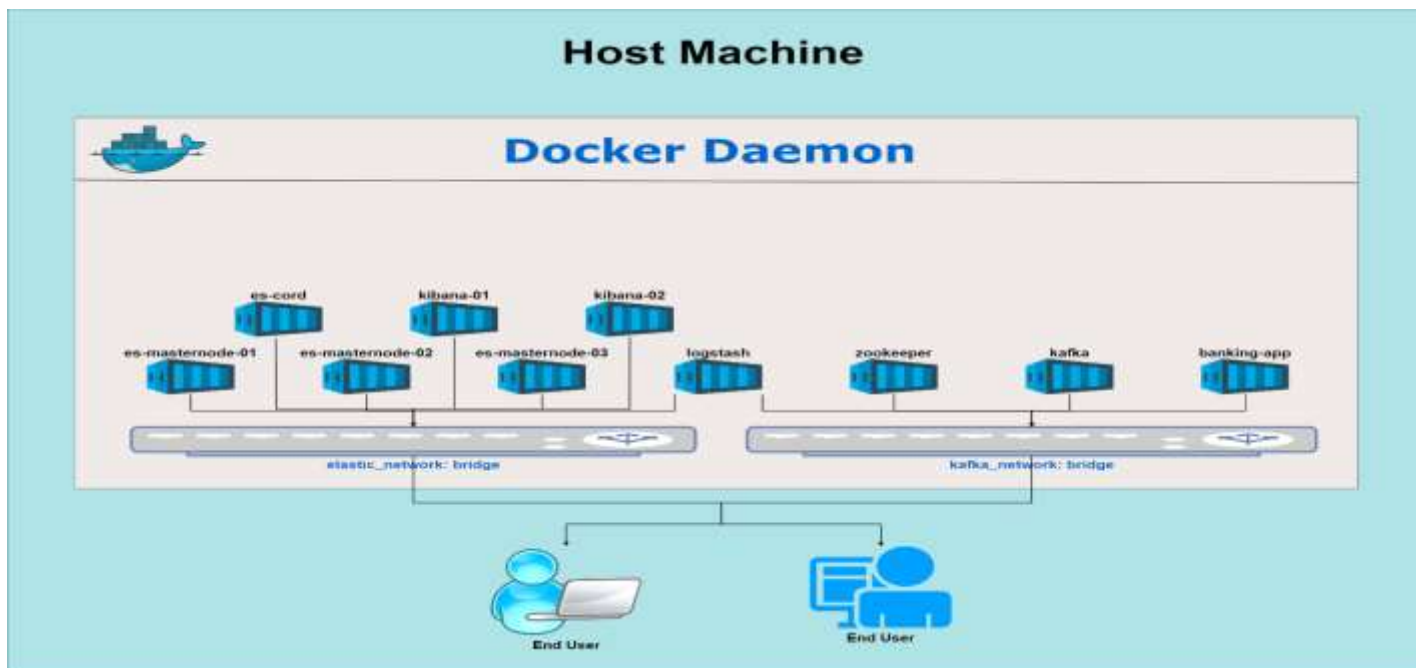 Host Machine
Docker Daemon
es-cord
kibana-01
kibana-02
es-masternode-01
es-masternode-02
es-masternode-03
logstash
zookeeper
kafka
banking-app
elastic_network: bridge
kafka_network: bridge
End User
End User